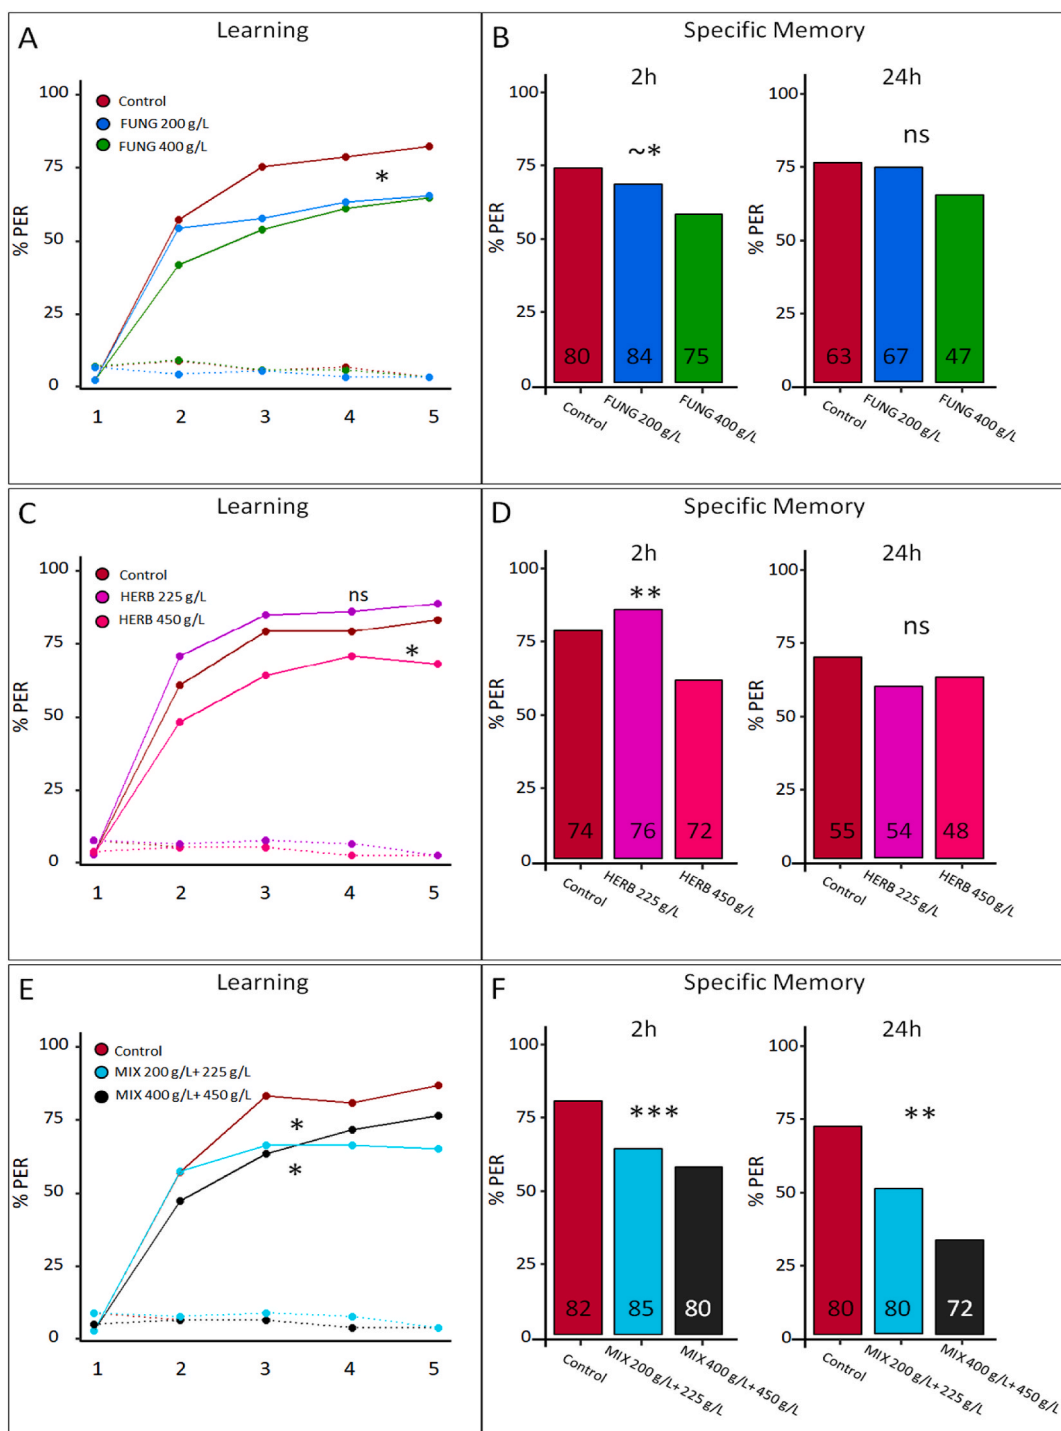 A
Learning
100
75
50
25
0
% PER
Control
FUNG 200 g/L
FUNG 400 g/L
*
1 2 3 4 5
B
Specific Memory
2h
100
75
50
25
0
% PER
~*
80 84 75
Control FUNG 200 g/L FUNG 400 g/L
24h
100
75
50
25
0
% PER
ns
63 67 47
Control FUNG 200 g/L FUNG 400 g/L
C
Learning
100
75
50
25
0
% PER
Control
HERB 225 g/L
HERB 450 g/L
ns
*
1 2 3 4 5
D
Specific Memory
2h
100
75
50
25
0
% PER
**
74 76 72
Control HERB 225 g/L HERB 450 g/L
24h
100
75
50
25
0
% PER
ns
55 54 48
Control HERB 225 g/L HERB 450 g/L
E
Learning
100
75
50
25
0
% PER
Control
MIX 200 g/L+ 225 g/L
MIX 400 g/L+ 450 g/L
*
*
1 2 3 4 5
F
Specific Memory
2h
100
75
50
25
0
% PER
***
82 85 80
Control MIX 200 g/L+ 225 g/L MIX 400 g/L+ 450 g/L
24h
100
75
50
25
0
% PER
**
80 80 72
Control MIX 200 g/L+ 225 g/L MIX 400 g/L+ 450 g/L